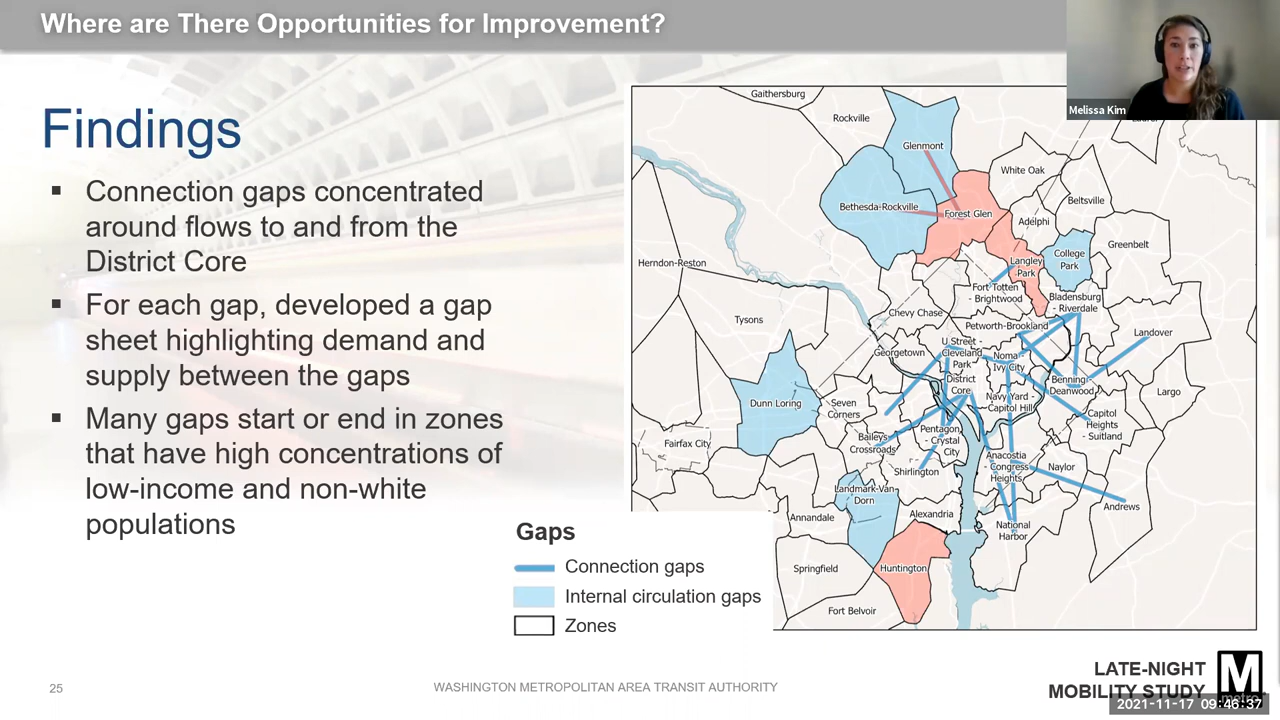 Where are There Opportunities for Improvement?
Melissa Kim
Findings
▪ Connection gaps concentrated
around flows to and from the
District Core
▪ For each gap, developed a gap
sheet highlighting demand and
supply between the gaps
▪ Many gaps start or end in zones
that have high concentrations of
low-income and non-white
populations
Gaithersburg
Rockville
Glenmont
White Oak
Bethesda-Rockville
Forest Glen
Beltsville
Adelphi
Greenbelt
College
Park
Herndon-Reston
Langley
Park
Fort Totten
- Brightwood
Bladensburg
- Riverdale
Chevy Chase
Tysons
Petworth-Brookland
Landover
Georgetown
U Street -
Cleveland
Park
Noma -
Ivy City
District
Core
Benning -
Deanwood
Largo
Dunn Loring
Seven
Corners
Navy Yard -
Capitol Hill
Capitol
Heights
- Suitland
Fairfax City
Baileys
Crossroads
Pentagon
- Crystal
City
Shirlington
Anacostia
- Congress
Heights
Naylor
Landmark-Van-
Dorn
Andrews
Annandale
Alexandria
National
Harbor
Springfield
Huntington
Fort Belvoir
Gaps
Connection gaps
Internal circulation gaps
Zones
25
WASHINGTON METROPOLITAN AREA TRANSIT AUTHORITY
LATE-NIGHT
MOBILITY STUDY
M
metro
2021-11-17 09:46:37